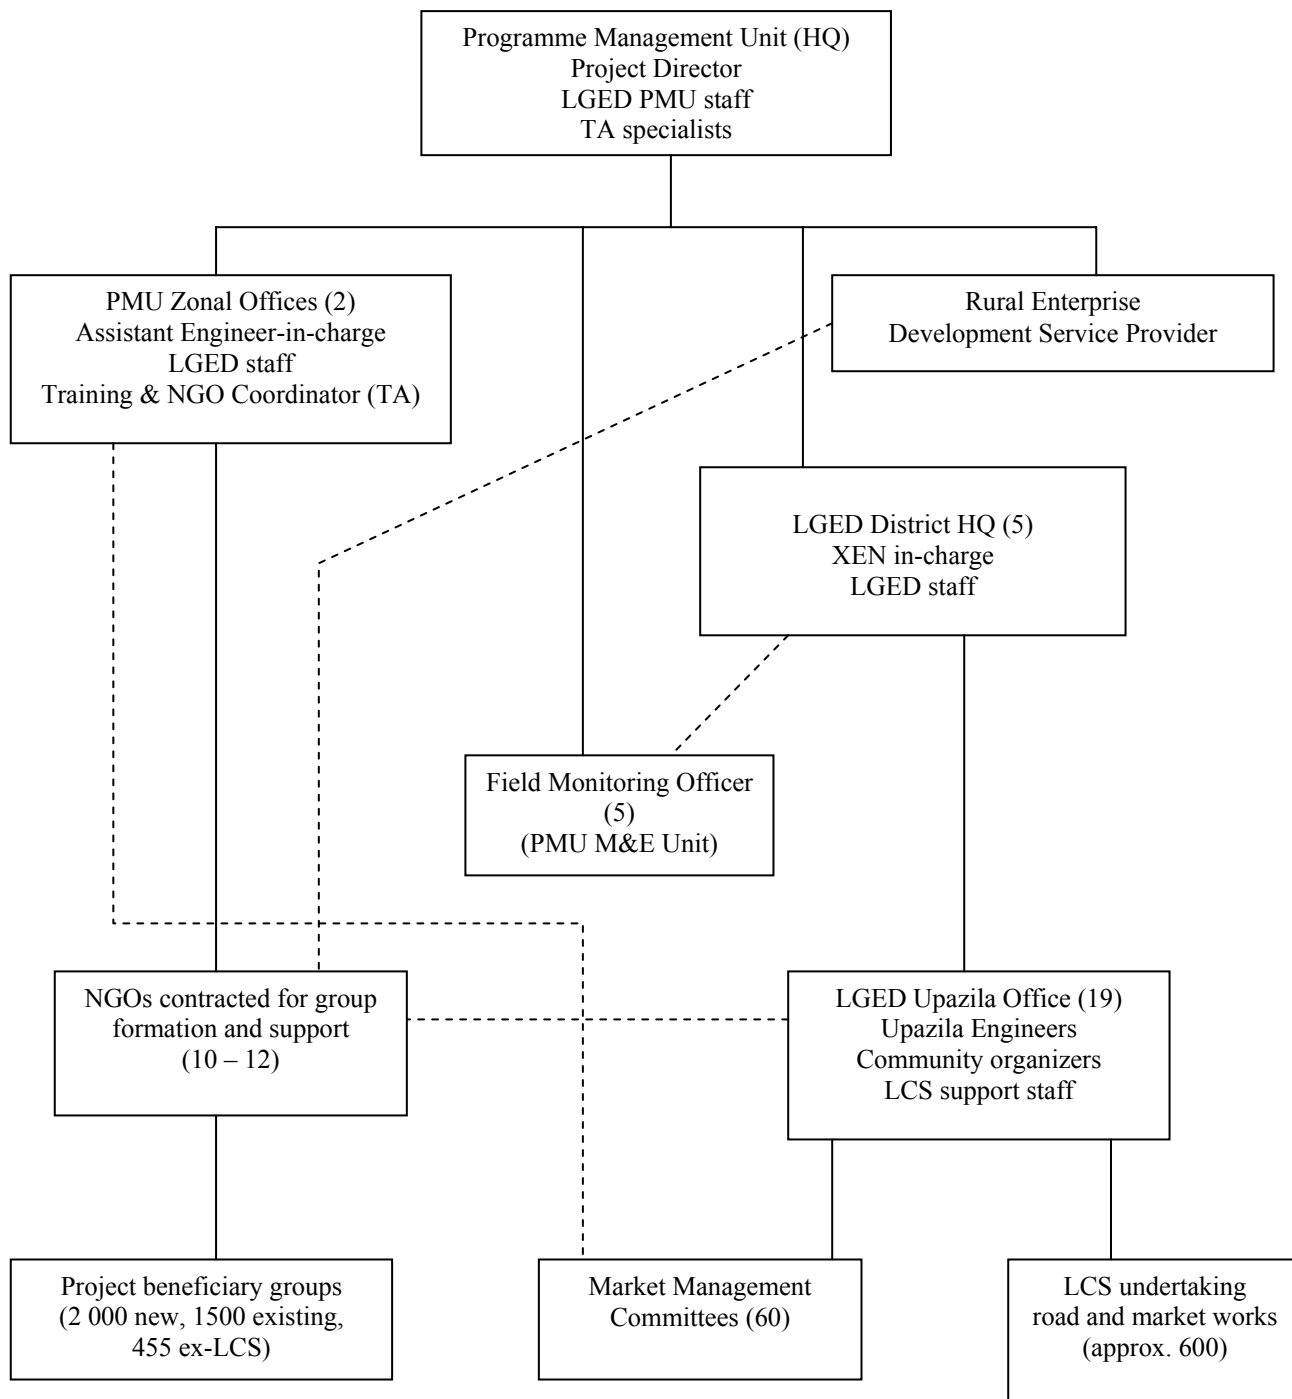 Programme Management Unit (HQ)
Project Director
LGED PMU staff
TA specialists
PMU Zonal Offices (2)
Assistant Engineer-in-charge
LGED staff
Training & NGO Coordinator (TA)
Rural Enterprise
Development Service Provider
LGED District HQ (5)
XEN in-charge
LGED staff
Field Monitoring Officer
(5)
(PMU M&E Unit)
NGOs contracted for group
formation and support
(10 – 12)
LGED Upazila Office (19)
Upazila Engineers
Community organizers
LCS support staff
Project beneficiary groups
(2 000 new, 1500 existing,
455 ex-LCS)
Market Management
Committees (60)
LCS undertaking
road and market works
(approx. 600)